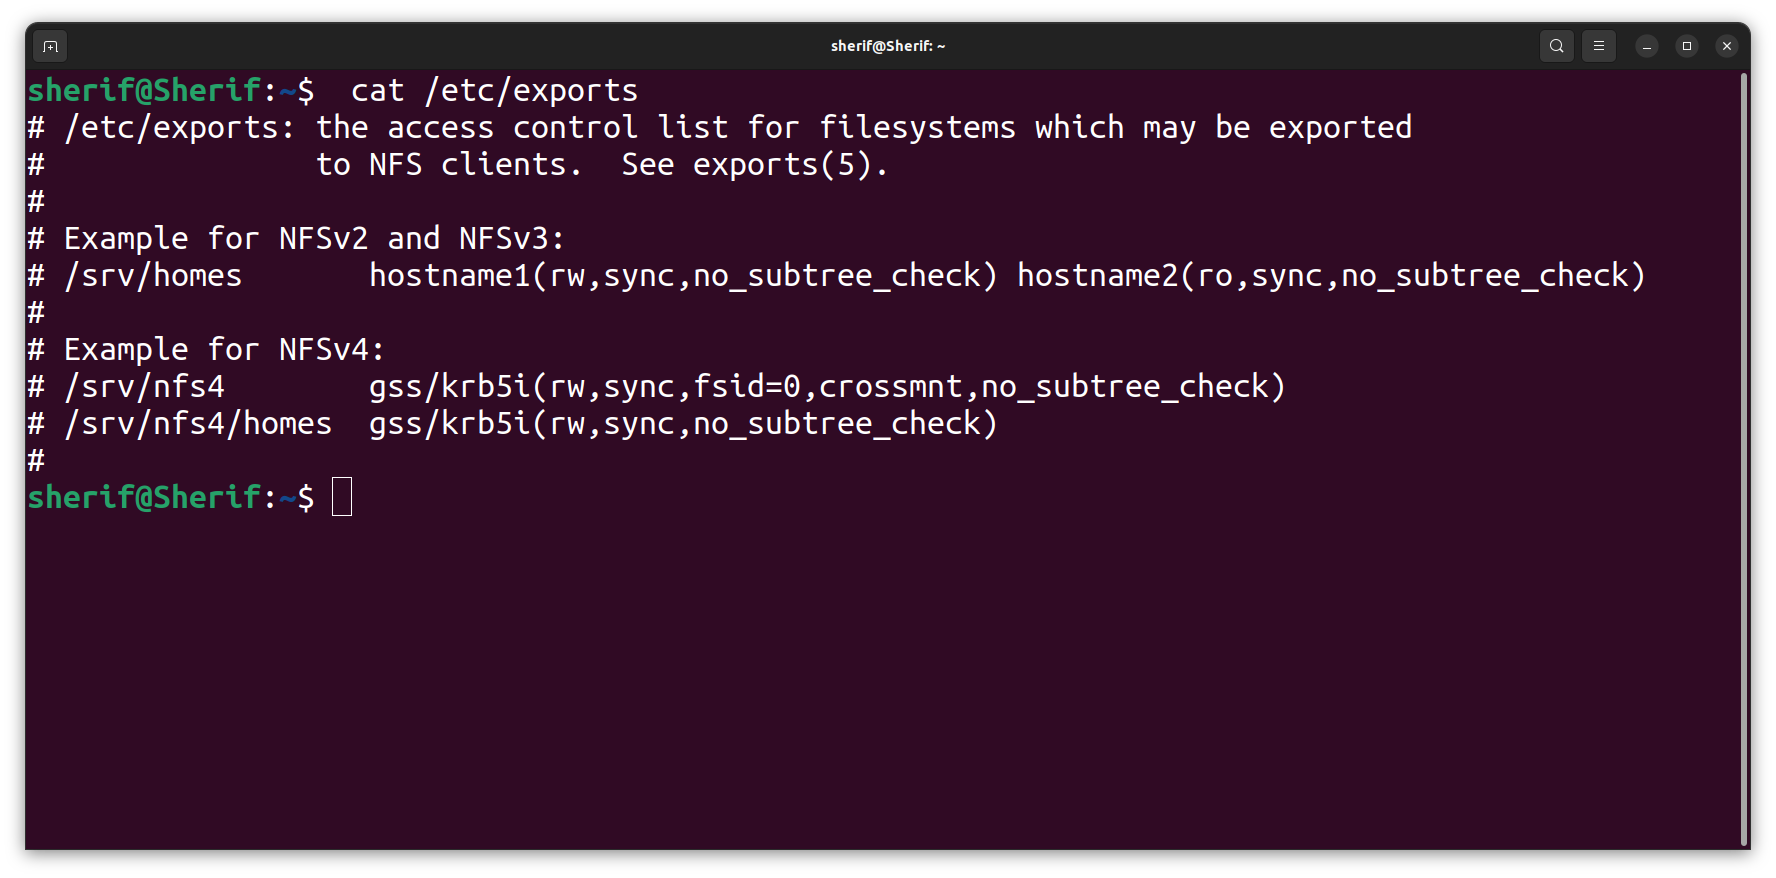 sherif@Sherif: ~
sherif@Sherif:~$  cat /etc/exports
# /etc/exports: the access control list for filesystems which may be exported
#               to NFS clients.  See exports(5).
#
# Example for NFSv2 and NFSv3:
# /srv/homes       hostname1(rw,sync,no_subtree_check) hostname2(ro,sync,no_subtree_check)
#
# Example for NFSv4:
# /srv/nfs4        gss/krb5i(rw,sync,fsid=0,crossmnt,no_subtree_check)
# /srv/nfs4/homes  gss/krb5i(rw,sync,no_subtree_check)
#
sherif@Sherif:~$